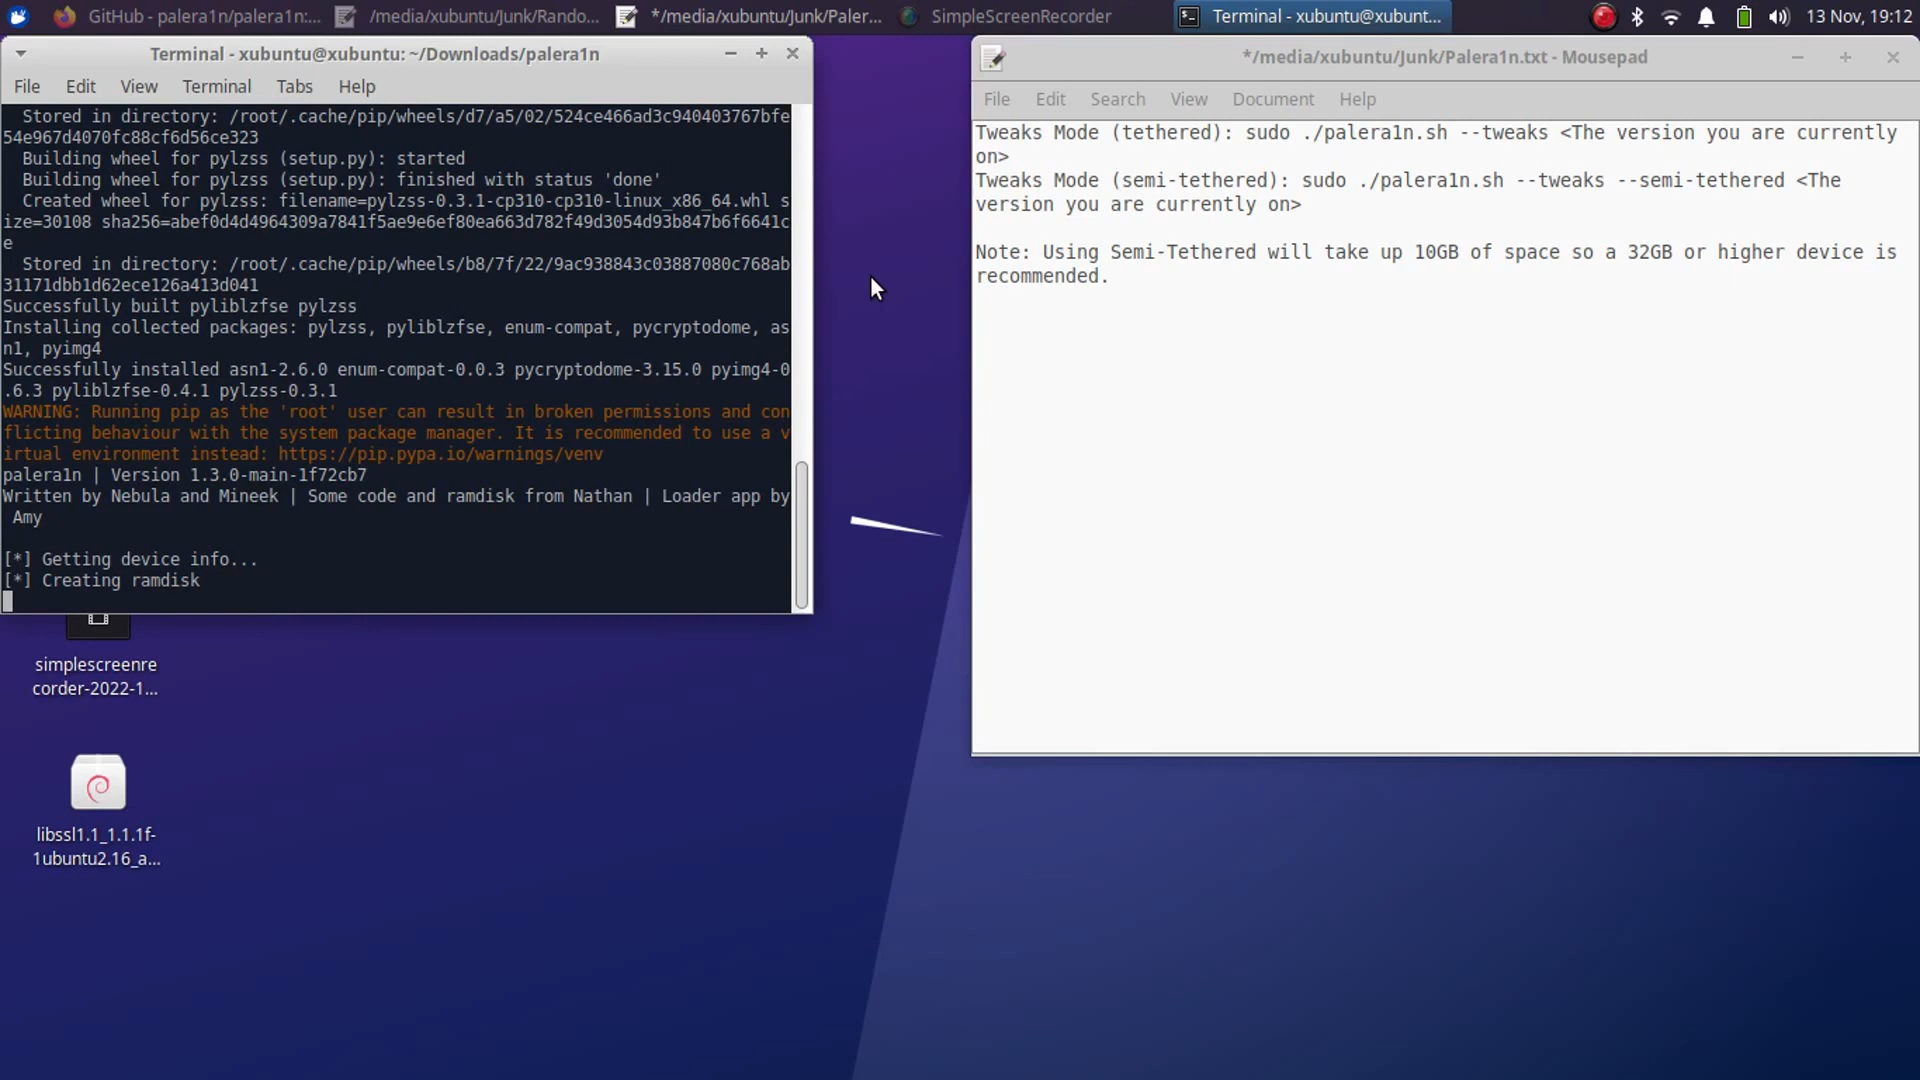 GitHub - palera1n/palera1n:...
/media/xubuntu/Junk/Rando...
*/media/xubuntu/Junk/Paler...
SimpleScreenRecorder
Terminal - xubuntu@xubunt...
13 Nov, 19:12
Terminal - xubuntu@xubuntu: ~/Downloads/palera1n
File Edit View Terminal Tabs Help
Stored in directory: /root/.cache/pip/wheels/d7/a5/02/524ce466ad3c940403767bfe
54e967d4070fc88cf6d56ce323
Building wheel for pylzss (setup.py): started
Building wheel for pylzss (setup.py): finished with status 'done'
Created wheel for pylzss: filename=pylzss-0.3.1-cp310-cp310-linux_x86_64.whl s
ize=30108 sha256=abef0d4d4964309a7841f5ae9e6ef80ea663d782f49d3054d93b847b6f6641c
e
Stored in directory: /root/.cache/pip/wheels/b8/7f/22/9ac938843c03887080c768ab
31171dbb1d62ece126a413d041
Successfully built pyliblzfse pylzss
Installing collected packages: pylzss, pyliblzfse, enum-compat, pycryptodome, as
n1, pyimg4
Successfully installed asn1-2.6.0 enum-compat-0.0.3 pycryptodome-3.15.0 pyimg4-0
.6.3 pyliblzfse-0.4.1 pylzss-0.3.1
WARNING: Running pip as the 'root' user can result in broken permissions and con
flicting behaviour with the system package manager. It is recommended to use a v
irtual environment instead: https://pip.pypa.io/warnings/venv
palera1n | Version 1.3.0-main-1f72cb7
Written by Nebula and Mineek | Some code and ramdisk from Nathan | Loader app by
Amy
[*] Getting device info...
[*] Creating ramdisk
*/media/xubuntu/Junk/Palera1n.txt - Mousepad
File Edit Search View Document Help
Tweaks Mode (tethered): sudo ./palera1n.sh --tweaks <The version you are currently
on>
Tweaks Mode (semi-tethered): sudo ./palera1n.sh --tweaks --semi-tethered <The
version you are currently on>
Note: Using Semi-Tethered will take up 10GB of space so a 32GB or higher device is
recommended.
simplescreenre
corder-2022-1...
libssl1.1_1.1.1f-
1ubuntu2.16_a...